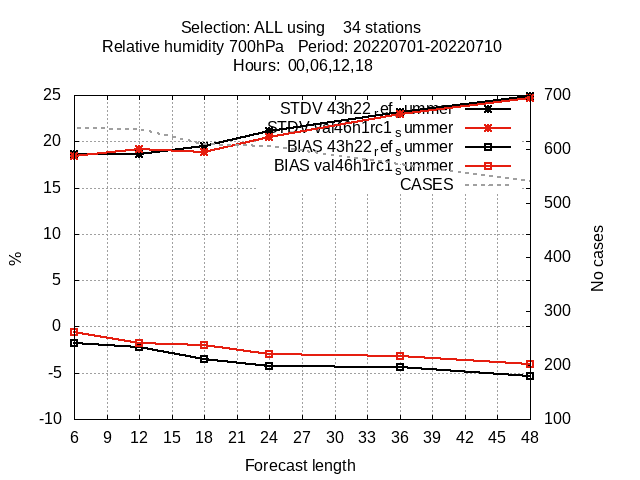 Selection: ALL using 34 stations
Relative humidity 700hPa Period: 20220701-20220710
Hours: 00,06,12,18
25
20
15
10
5
0
-5
-10
%
700
600
500
400
300
200
100
No cases
STDV 43h22_ref_summer
STDV val46h1rc1_summer
BIAS 43h22_ref_summer
BIAS val46h1rc1_summer
CASES
6 9 12 15 18 21 24 27 30 33 36 39 42 45 48
Forecast length